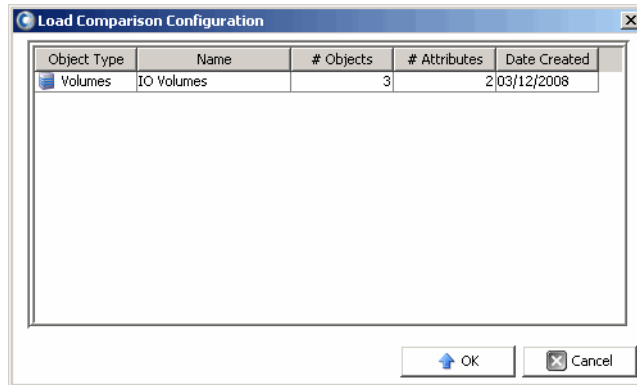 Load Comparison Configuration
Object Type Name # Objects # Attributes Date Created
Volumes IO Volumes 3 2 03/12/2008
OK Cancel